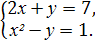 {2x + y = 7,
x² − y = 1.